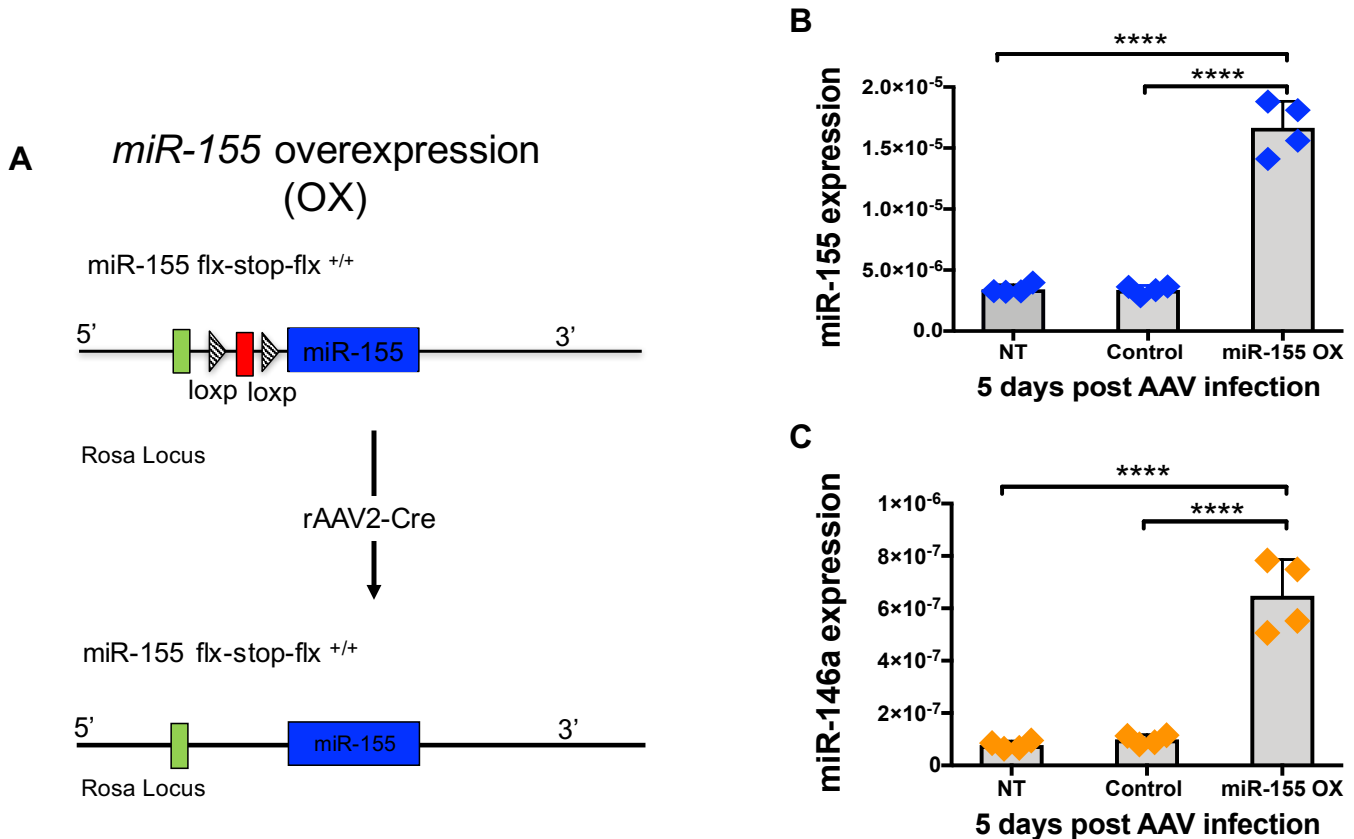 A
miR-155 overexpression
(OX)
miR-155 flx-stop-flx +/+
5’
3’
miR-155
loxp loxp
Rosa Locus
rAAV2-Cre
miR-155 flx-stop-flx +/+
5’
3’
miR-155
Rosa Locus
B
****
****
miR-155 expression
2.0×10-5
1.5×10-5
1.0×10-5
5.0×10-6
0.0
NT Control miR-155 OX
5 days post AAV infection
C
****
****
miR-146a expression
1×10-6
8×10-7
6×10-7
4×10-7
2×10-7
0
NT Control miR-155 OX
5 days post AAV infection